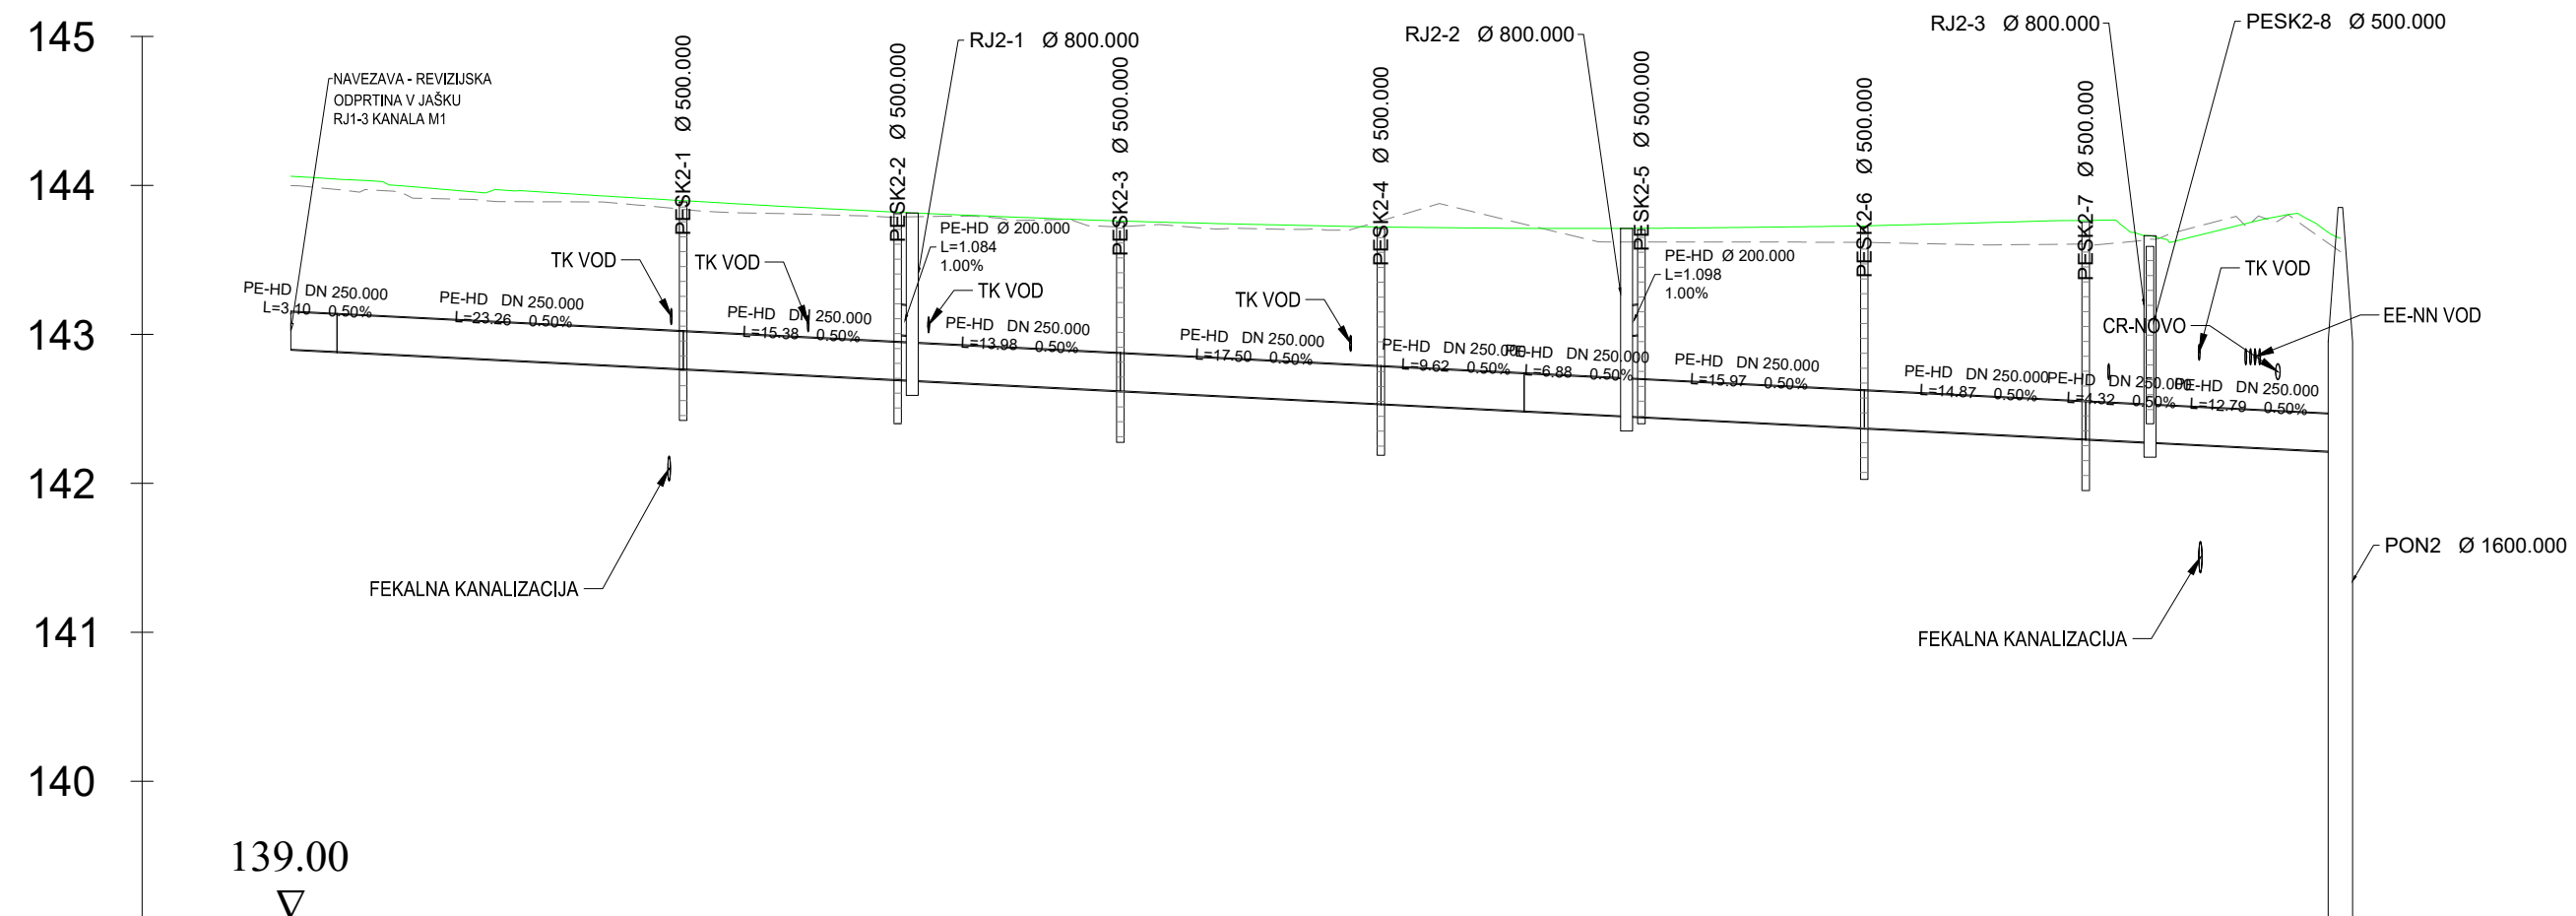 145
144
143
142
141
140
139.00
NAVEZAVA - REVIZIJSKA
ODPRTINA V JAŠKU
RJ1-3 KANALA M1
PESK2-1 Ø 500.000
PESK2-2 Ø 500.000
RJ2-1 Ø 800.000
PESK2-3 Ø 500.000
PESK2-4 Ø 500.000
RJ2-2 Ø 800.000
PESK2-5 Ø 500.000
PESK2-6 Ø 500.000
PESK2-7 Ø 500.000
RJ2-3 Ø 800.000
PESK2-8 Ø 500.000
PE-HD Ø 200.000
L=1.084
1.00%
PE-HD Ø 200.000
L=1.098
1.00%
TK VOD
TK VOD
TK VOD
TK VOD
TK VOD
CR-NOVO
EE-NN VOD
PE-HD DN 250.000
L=3.10 0.50%
PE-HD DN 250.000
L=23.26 0.50%
PE-HD DN 250.000
L=15.38 0.50%
PE-HD DN 250.000
L=13.98 0.50%
PE-HD DN 250.000
L=17.50 0.50%
PE-HD DN 250.000
L=9.62 0.50%
PE-HD DN 250.000
L=6.88 0.50%
PE-HD DN 250.000
L=15.97 0.50%
PE-HD DN 250.000
L=14.87 0.50%
PE-HD DN 250.000
L=4.32 0.50%
PE-HD DN 250.000
L=12.79 0.50%
FEKALNA KANALIZACIJA
FEKALNA KANALIZACIJA
PON2 Ø 1600.000